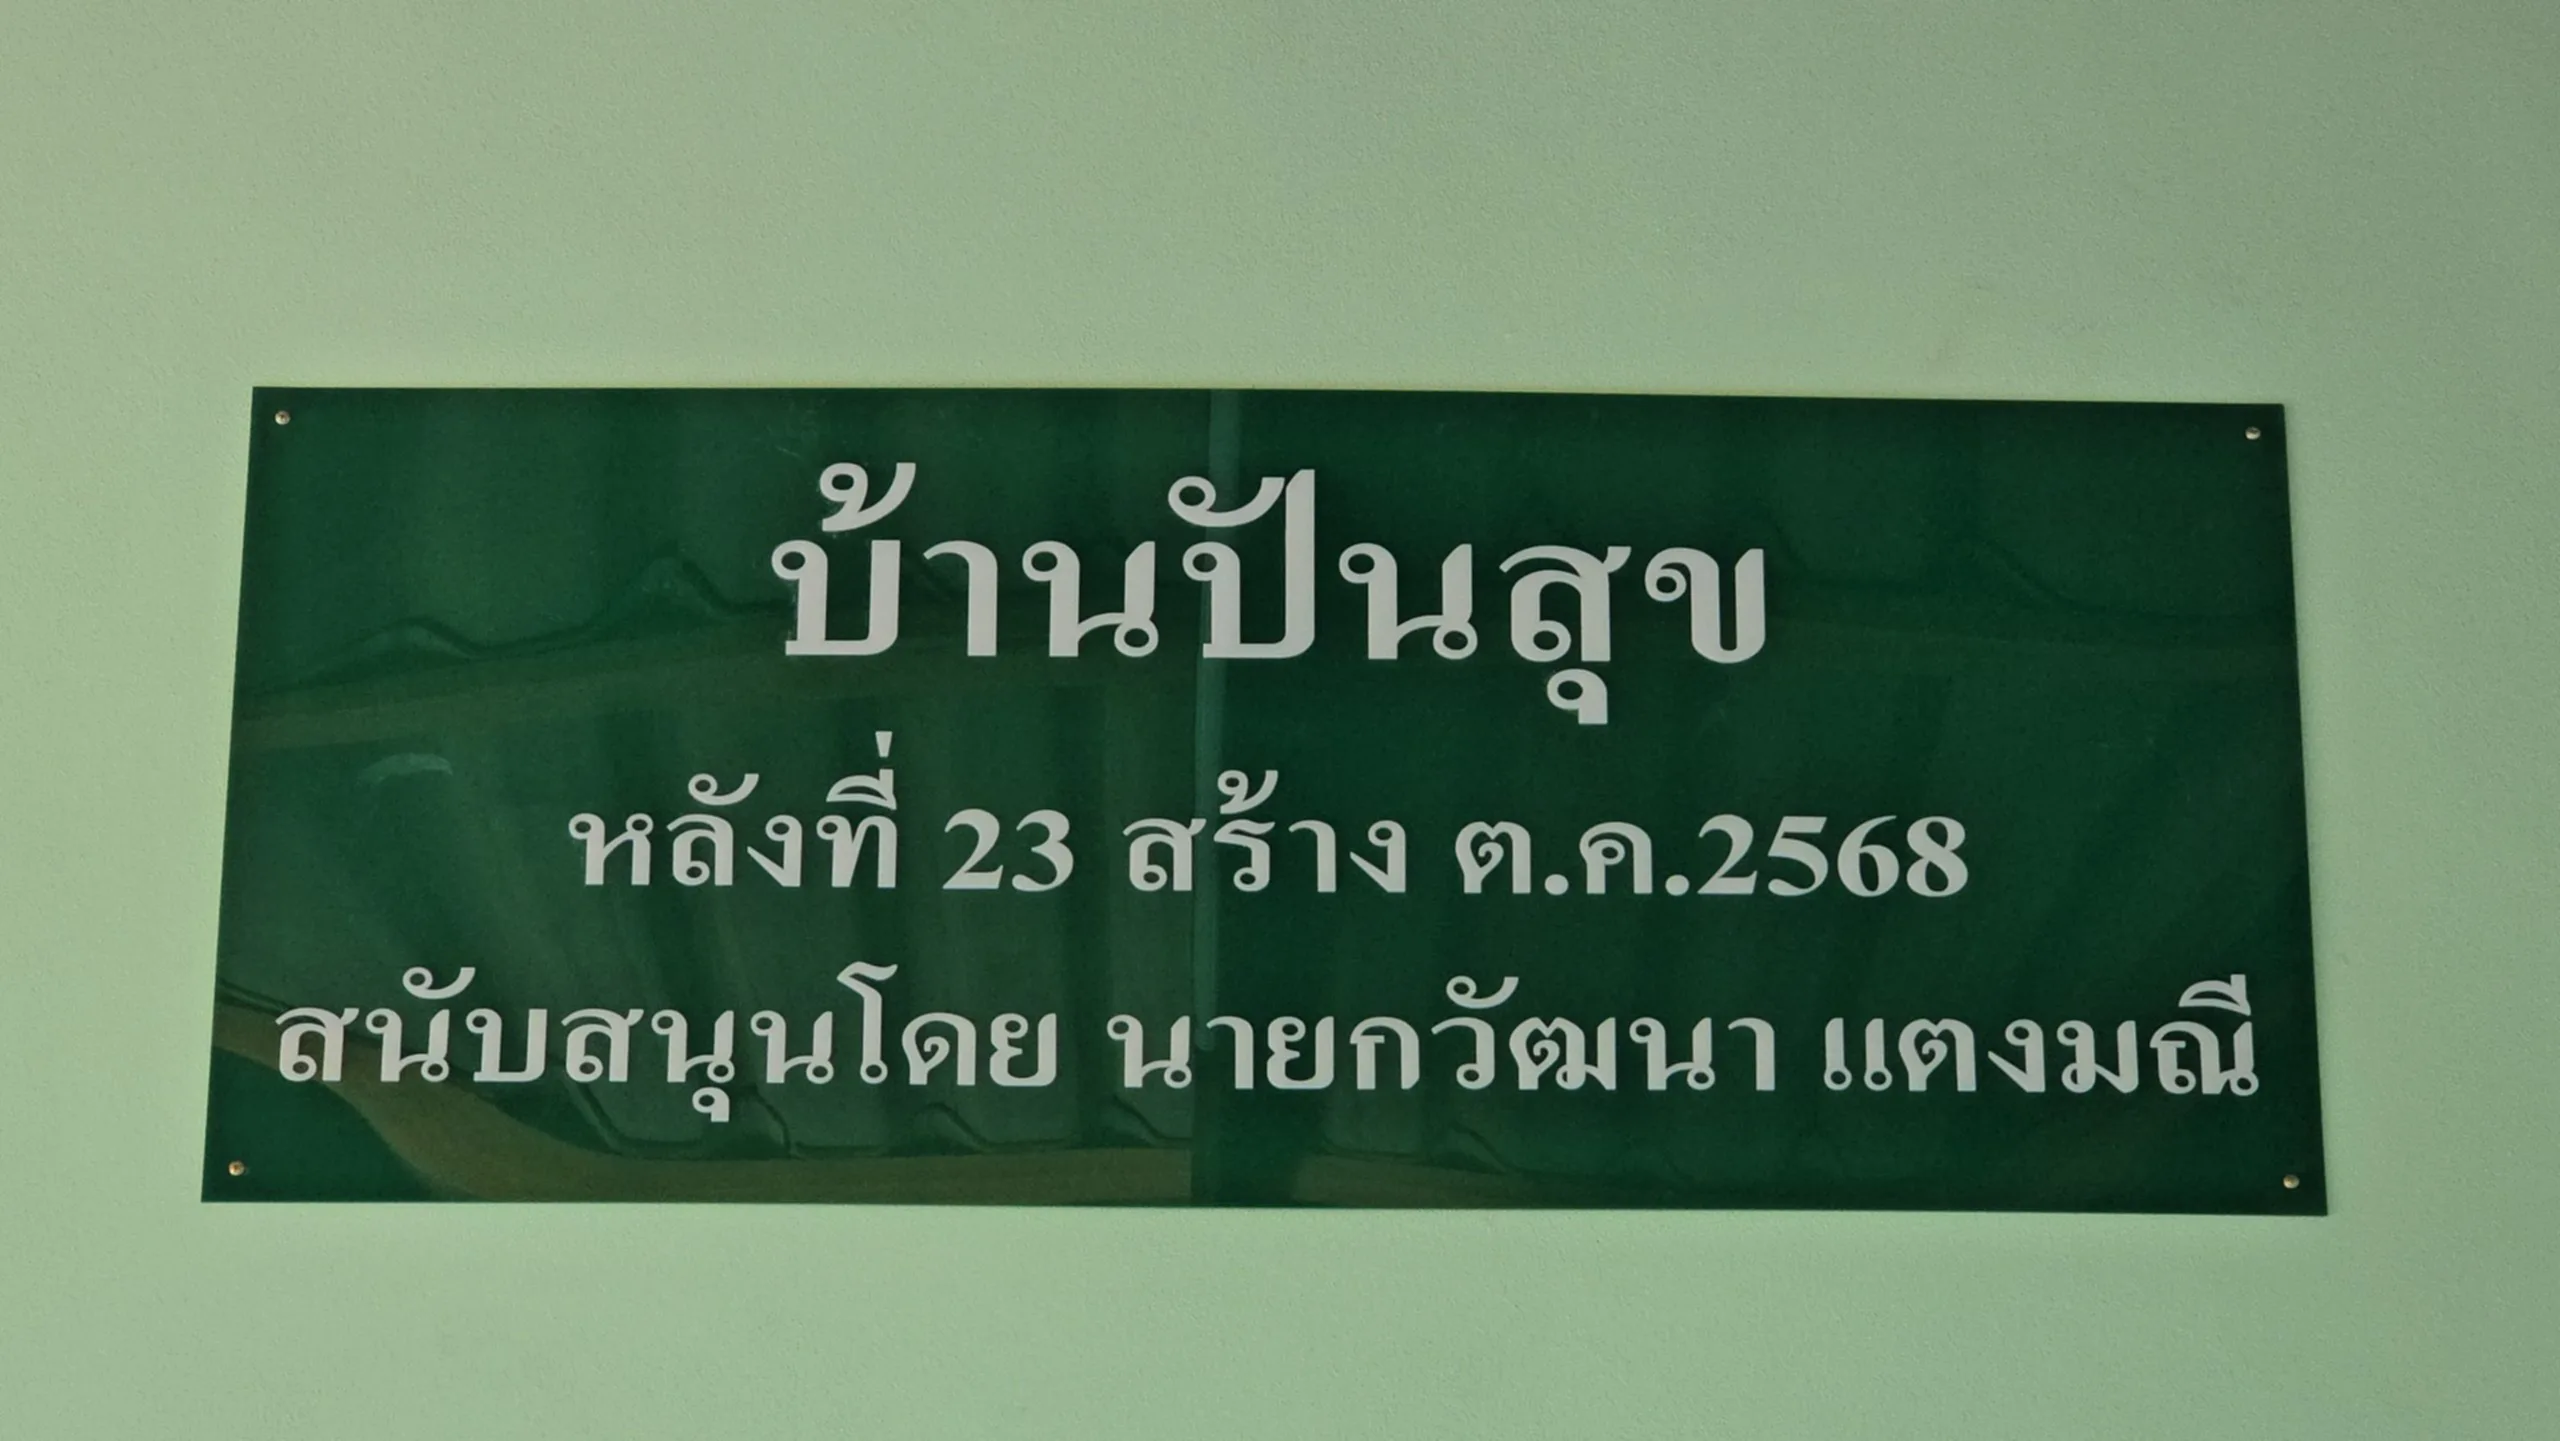 บ้านปันสุข
หลังที่ 23 สร้าง ต.ค.2568
สนับสนุนโดย นายกวัฒนา แตงมณี